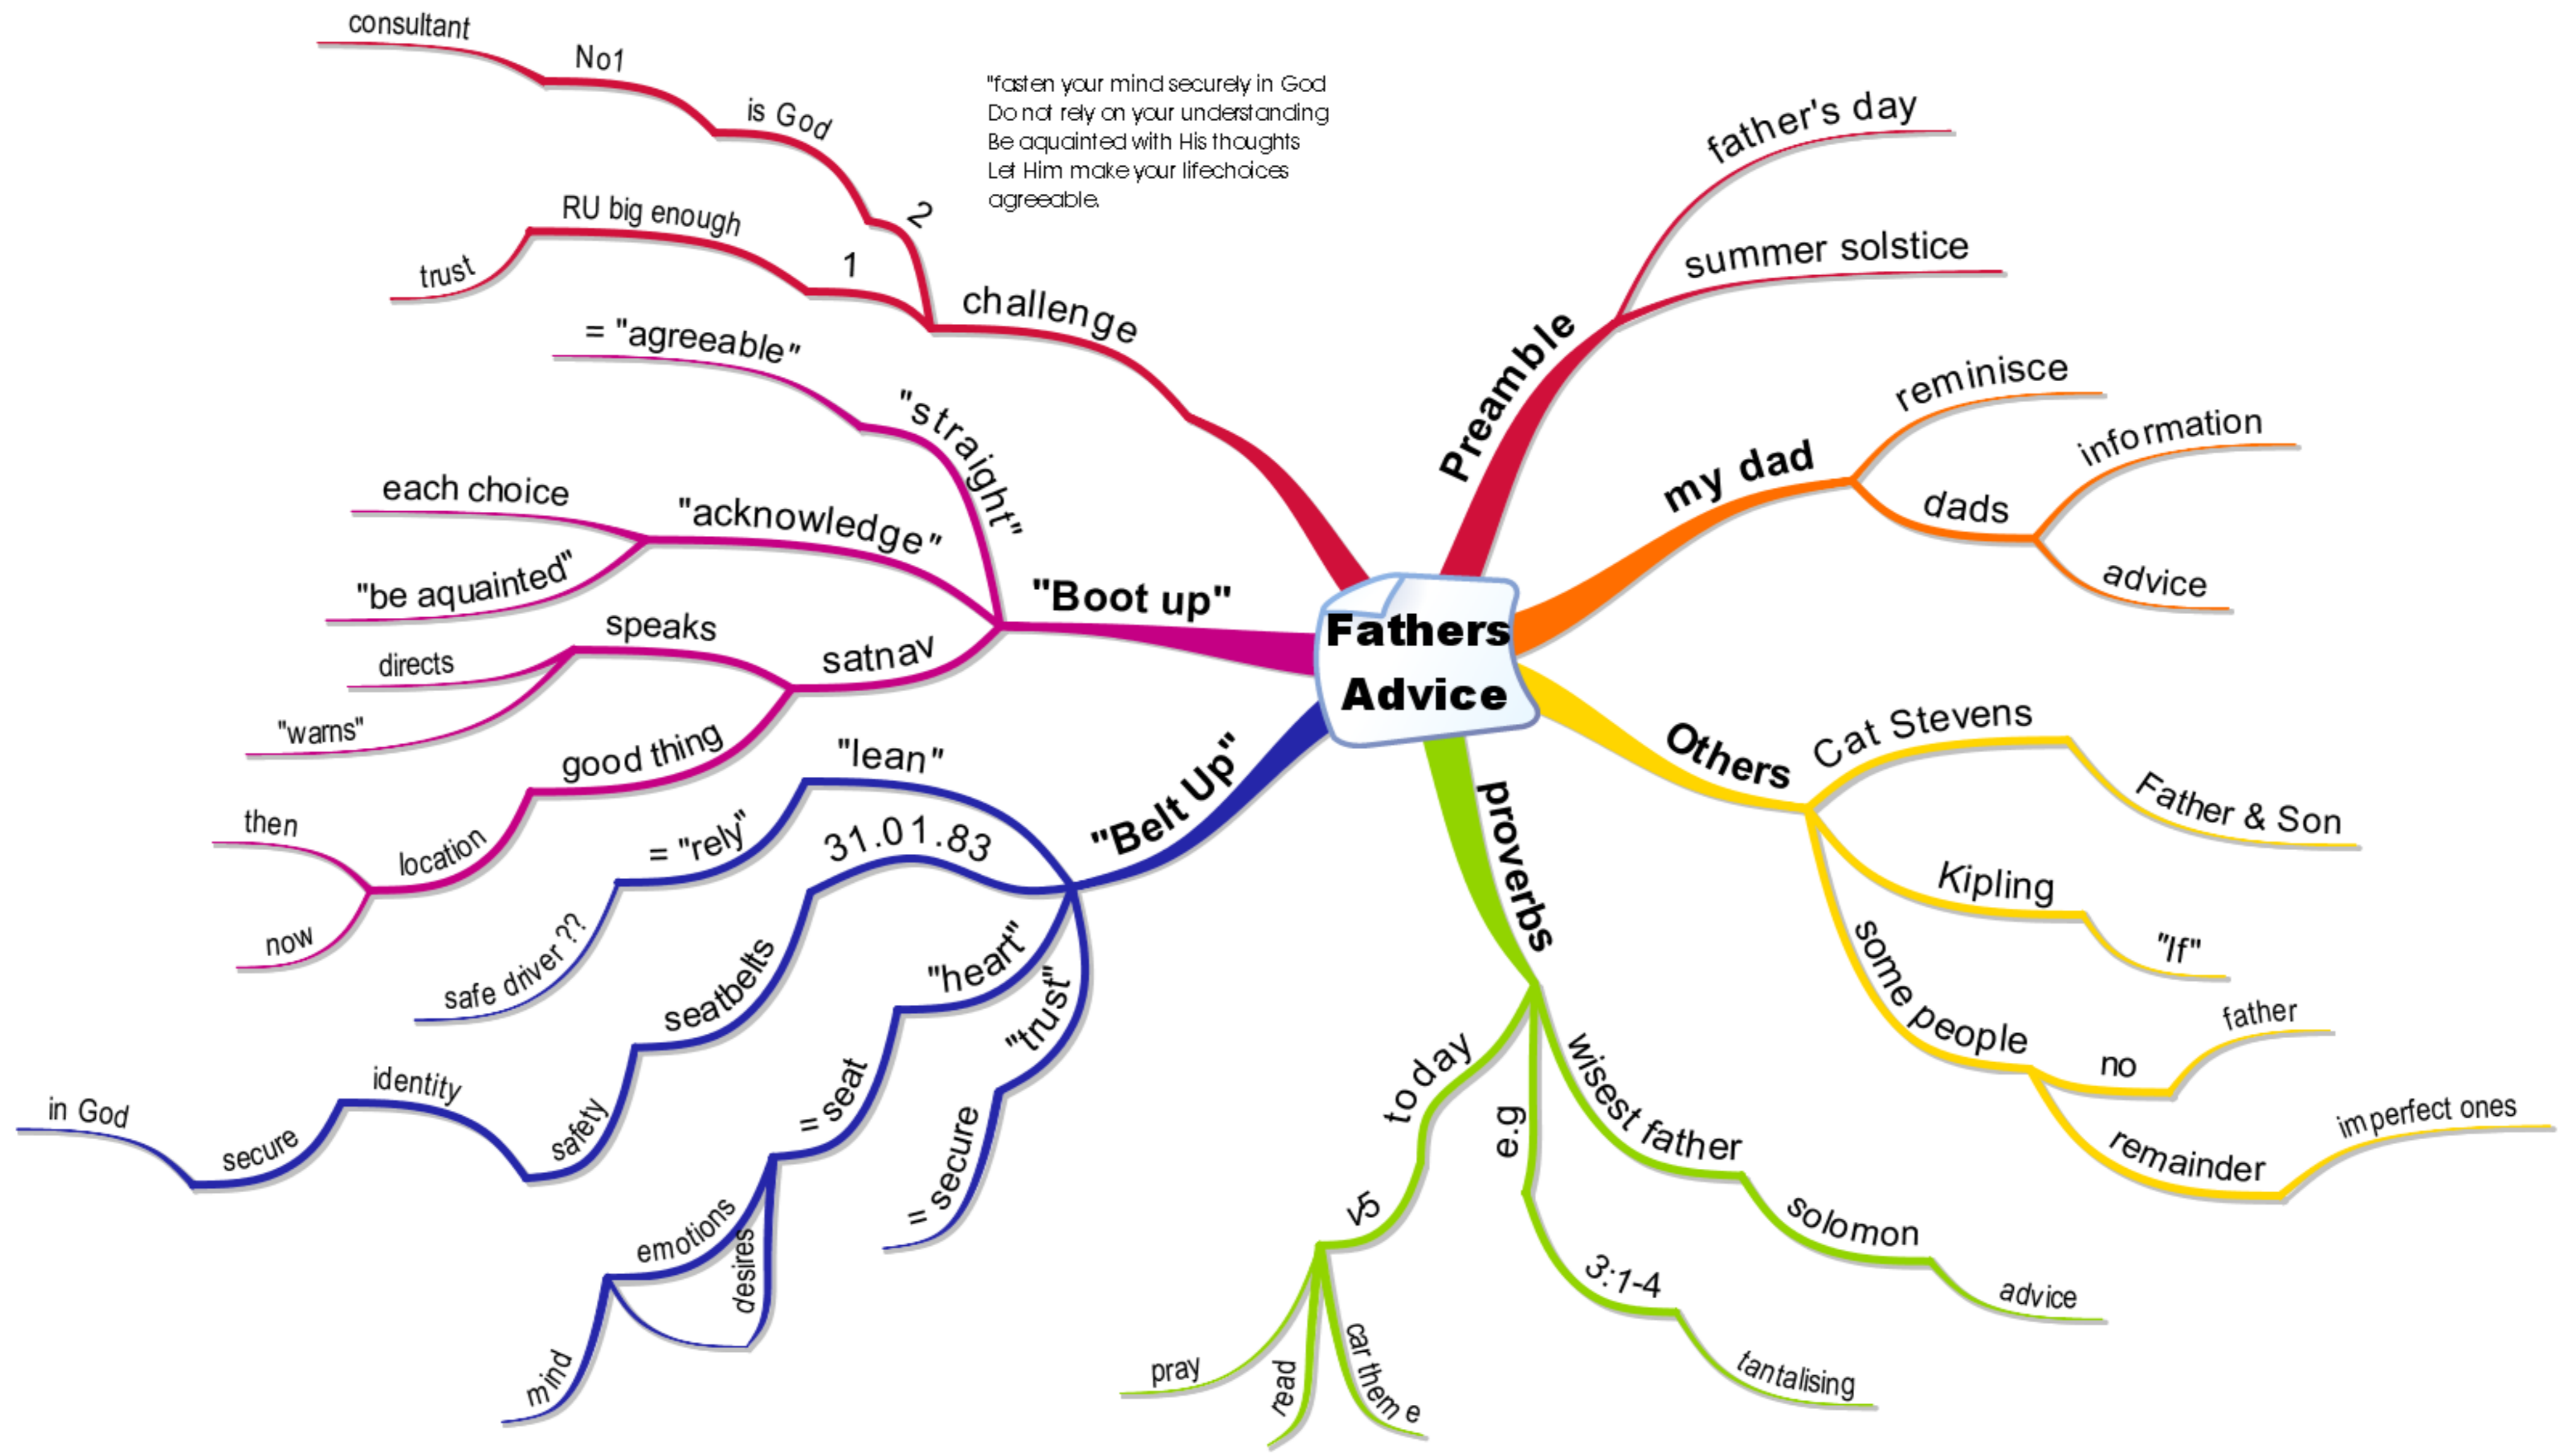 Fathers
Advice
Preamble
father's day
summer solstice
my dad
reminisce
dads
information
advice
Others
Cat Stevens
Father & Son
Kipling
"If"
some people
no
father
remainder
imperfect ones
proverbs
wisest father
solomon
advice
e.g
3:1-4
tantalising
today
v5
car theme
read
pray
"Belt Up"
"trust"
= secure
"heart"
= seat
desires
emotions
mind
31.01.83
seatbelts
safety
identity
secure
in God
"lean"
= "rely"
safe driver ??
"Boot up"
satnav
good thing
location
now
then
speaks
"warns"
directs
"acknowledge"
"be aquainted"
each choice
"straight"
= "agreeable"
challenge
1
RU big enough
trust
2
is God
No1
consultant
"fasten your mind securely in God
Do not rely on your understanding
Be aquainted with His thoughts
Let Him make your lifechoices
agreeable.